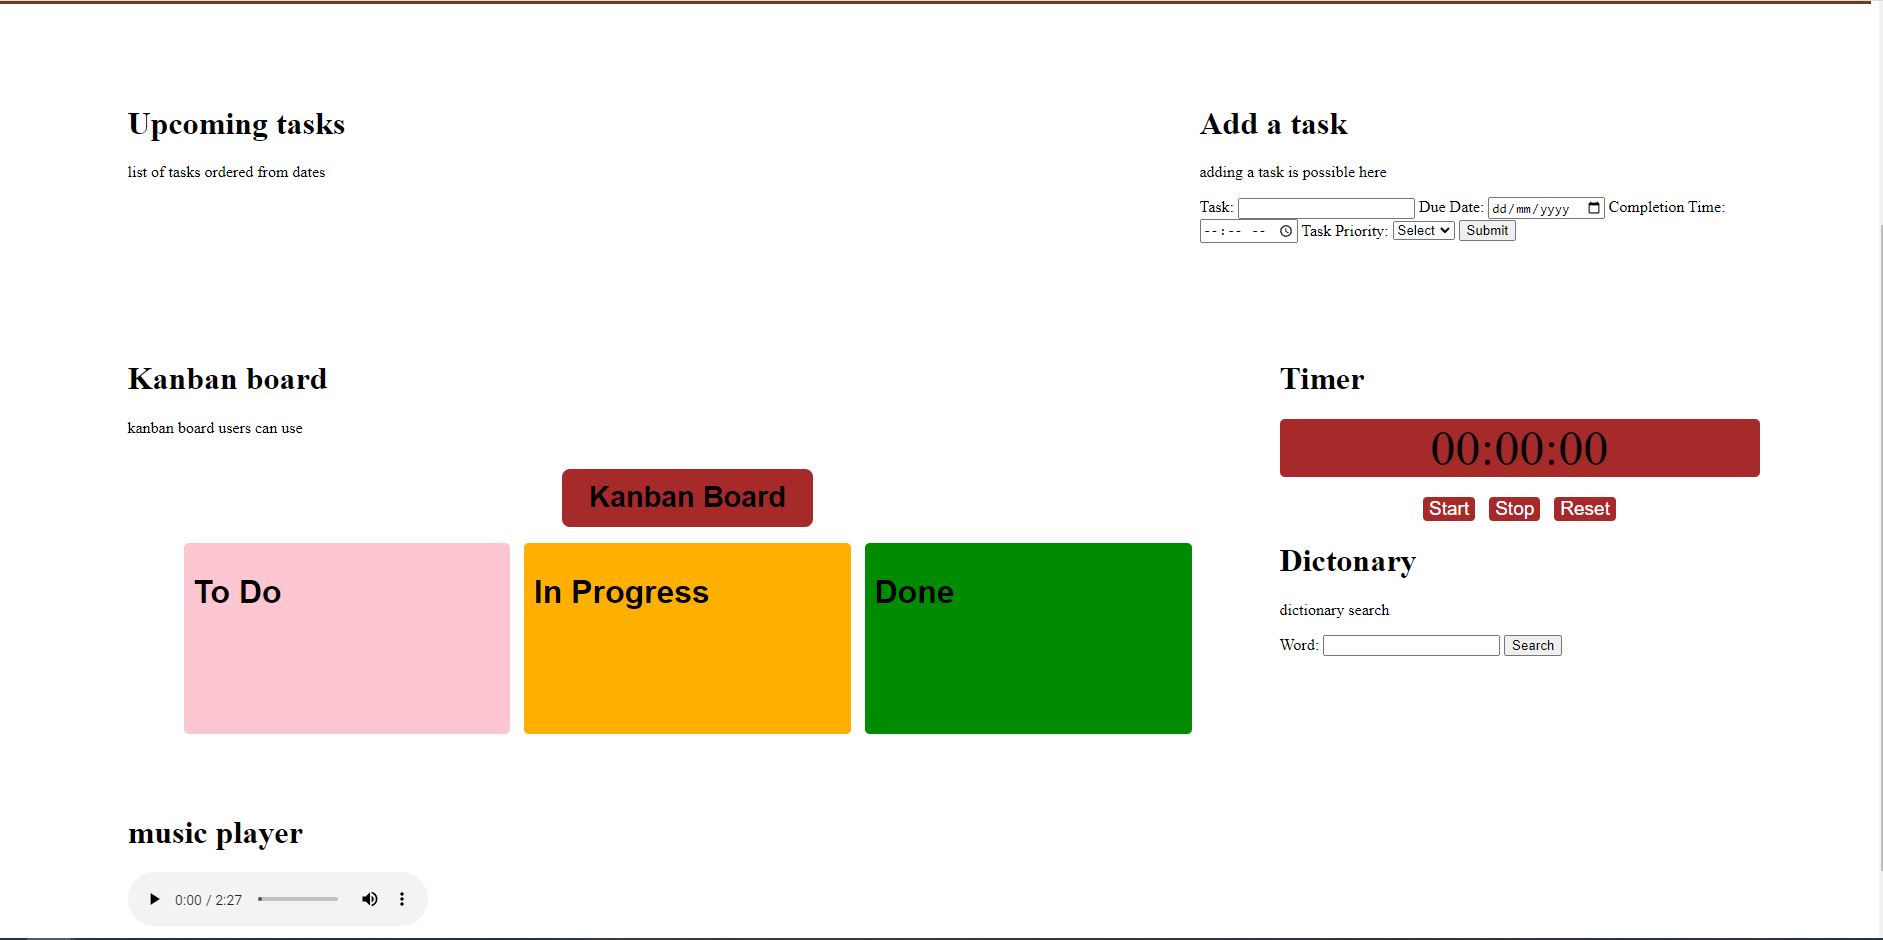 Upcoming tasks
list of tasks ordered from dates
Add a task
adding a task is possible here
Task: Due Date: dd/mm/yyyy Completion Time:
--:-- -- Task Priority: Select Submit
Kanban board
kanban board users can use
Kanban Board
To Do
In Progress
Done
Timer
00:00:00
Start Stop Reset
Dictonary
dictionary search
Word: Search
music player
0:00 / 2:27